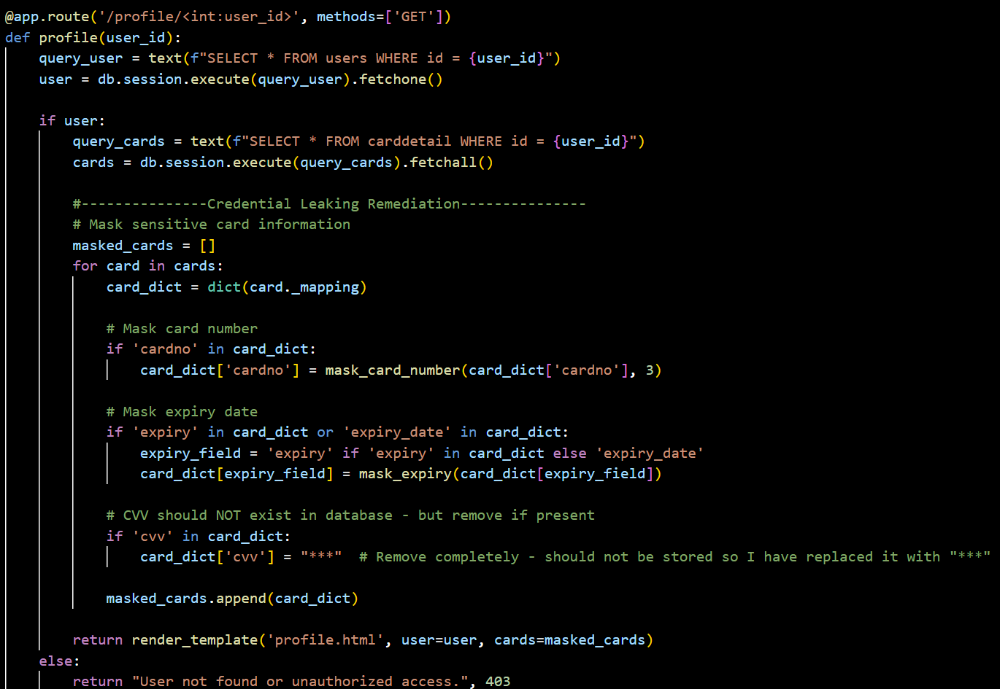 @app.route('/profile/<int:user_id>', methods=['GET'])
def profile(user_id):
    query_user = text(f"SELECT * FROM users WHERE id = {user_id}")
    user = db.session.execute(query_user).fetchone()

    if user:
        query_cards = text(f"SELECT * FROM carddetail WHERE id = {user_id}")
        cards = db.session.execute(query_cards).fetchall()

        #---------------Credential Leaking Remediation---------------
        # Mask sensitive card information
        masked_cards = []
        for card in cards:
            card_dict = dict(card._mapping)

            # Mask card number
            if 'cardno' in card_dict:
                card_dict['cardno'] = mask_card_number(card_dict['cardno'], 3)

            # Mask expiry date
            if 'expiry' in card_dict or 'expiry_date' in card_dict:
                expiry_field = 'expiry' if 'expiry' in card_dict else 'expiry_date'
                card_dict[expiry_field] = mask_expiry(card_dict[expiry_field])

            # CVV should NOT exist in database - but remove if present
            if 'cvv' in card_dict:
                card_dict['cvv'] = "***"  # Remove completely - should not be stored so I have replaced it with "***"

            masked_cards.append(card_dict)

        return render_template('profile.html', user=user, cards=masked_cards)
    else:
        return "User not found or unauthorized access.", 403